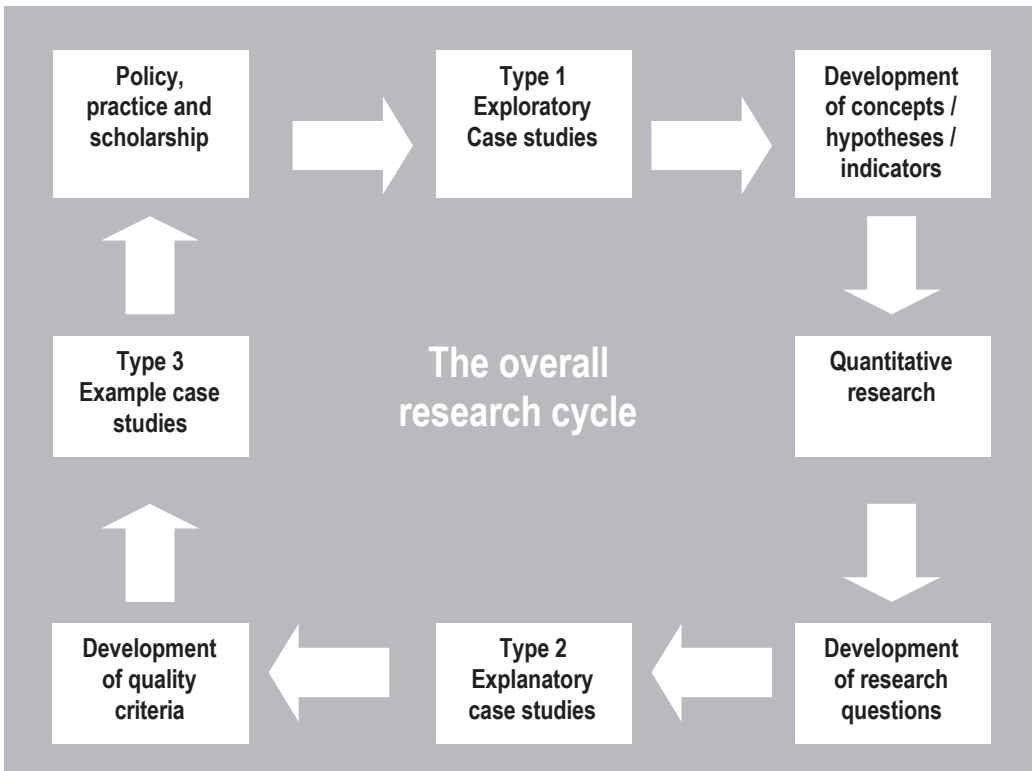 Policy,
practice and
scholarship
Type 1
Exploratory
Case studies
Development
of concepts /
hypotheses /
indicators
Type 3
Example case
studies
The overall
research cycle
Quantitative
research
Development
of quality
criteria
Type 2
Explanatory
case studies
Development
of research
questions